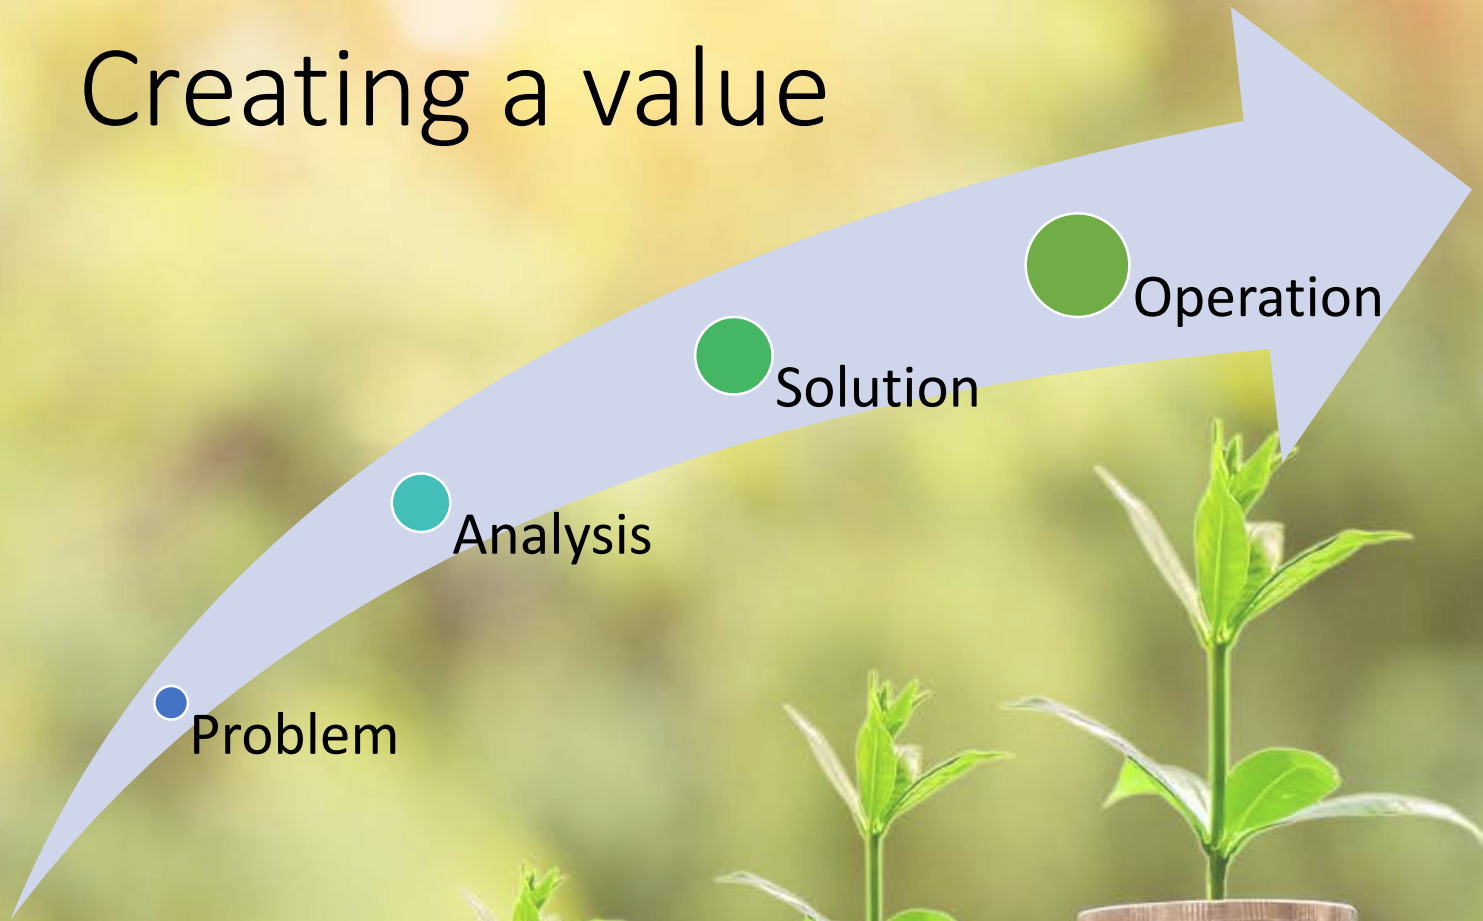 Creating a value
Operation
Solution
Analysis
Problem